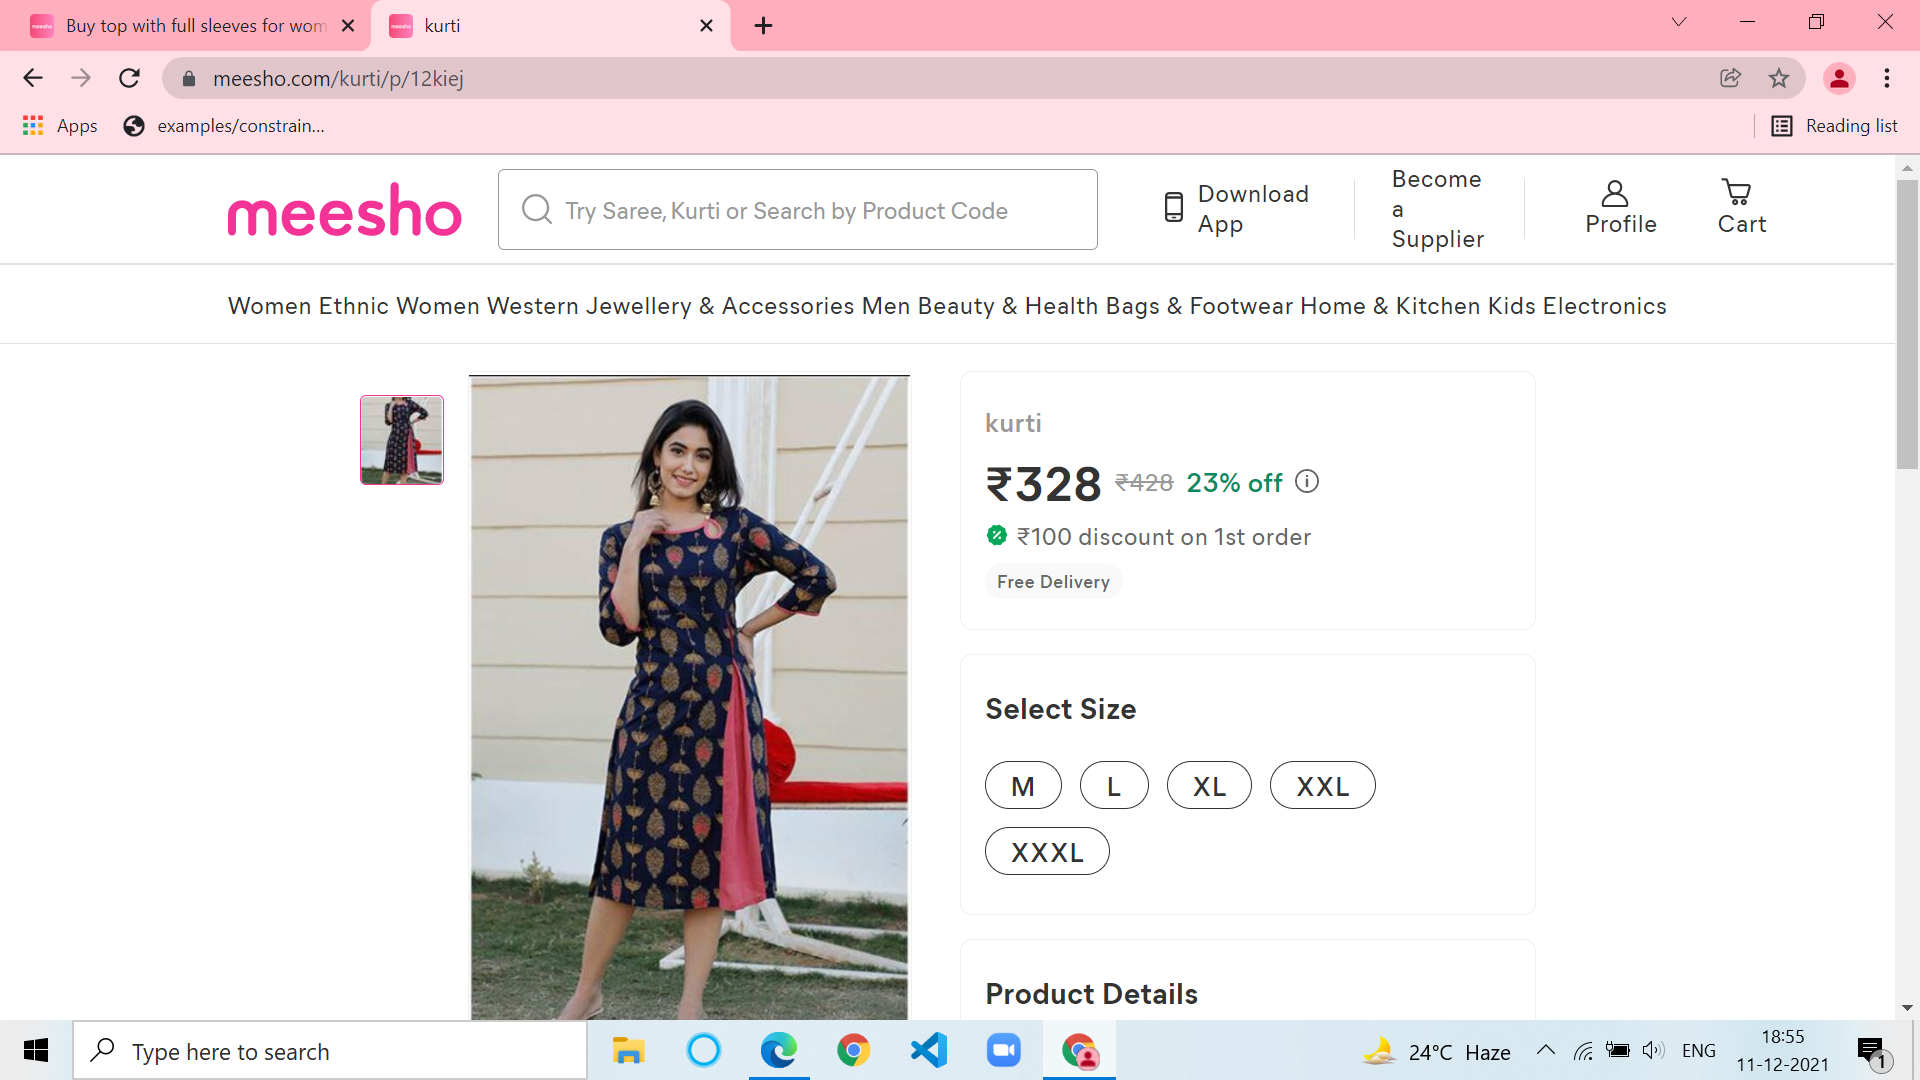 Buy top with full sleeves for wom
kurti
meesho.com/kurti/p/12kiej
Apps
examples/constrain...
Reading list
meesho
Try Saree, Kurti or Search by Product Code
Download
App
Become
a
Supplier
Profile
Cart
Women Ethnic Women Western Jewellery & Accessories Men Beauty & Health Bags & Footwear Home & Kitchen Kids Electronics
kurti
₹328 ₹428 23% off
₹100 discount on 1st order
Free Delivery
Select Size
M L XL XXL
XXXL
Product Details
Type here to search
24°C Haze
ENG
18:55
11-12-2021
1